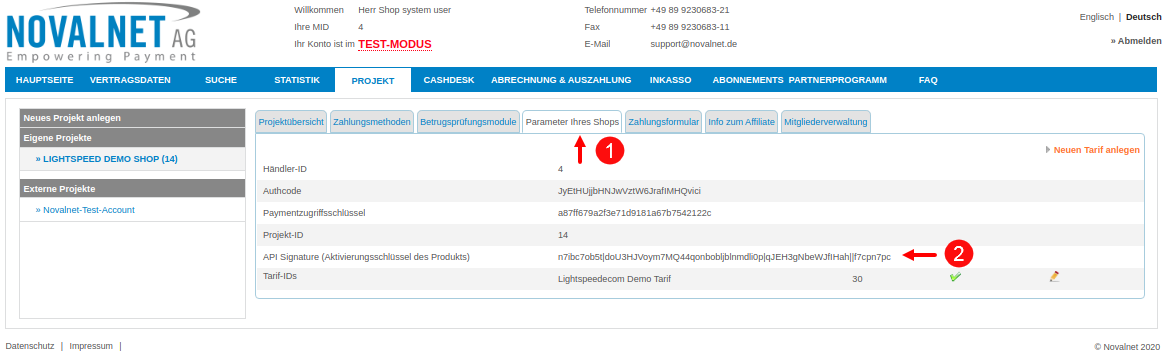 NOVALNET AG
Empowering Payment
Willkommen Herr Shop system user
Ihre MID 4
Ihr Konto ist im TEST-MODUS
Telefonnummer +49 89 9230683-21
Fax +49 89 9230683-11
E-Mail support@novalnet.de
Englisch | Deutsch
» Abmelden
HAUPTSEITE VERTRAGSDATEN SUCHE STATISTIK PROJEKT CASHDESK ABRECHNUNG & AUSZAHLUNG INKASSO ABONNEMENTS PARTNERPROGRAMM FAQ
Neues Projekt anlegen
Eigene Projekte
» LIGHTSPEED DEMO SHOP (14)
Externe Projekte
» Novalnet-Test-Account
Projektübersicht Zahlungsmethoden Betrugsprüfungsmodule Parameter Ihres Shops Zahlungsformular Info zum Affiliate Mitgliederverwaltung
1
Neuen Tarif anlegen
Händler-ID 4
Authcode JyEtHUjjbHNJwVztW6JrafIMHQvici
Paymentzugriffsschlüssel a87ff679a2f3e71d9181a67b7542122c
Projekt-ID 14
API Signature (Aktivierungsschlüssel des Produkts) n7ibc7ob5t|doU3HJVoym7MQ44qonbobljblnmdli0p|qJEH3gNbeWJfIHah||f7cpn7pc
2
Tarif-IDs Lightspeedecom Demo Tarif 30
Datenschutz | Impressum |
© Novalnet 2020